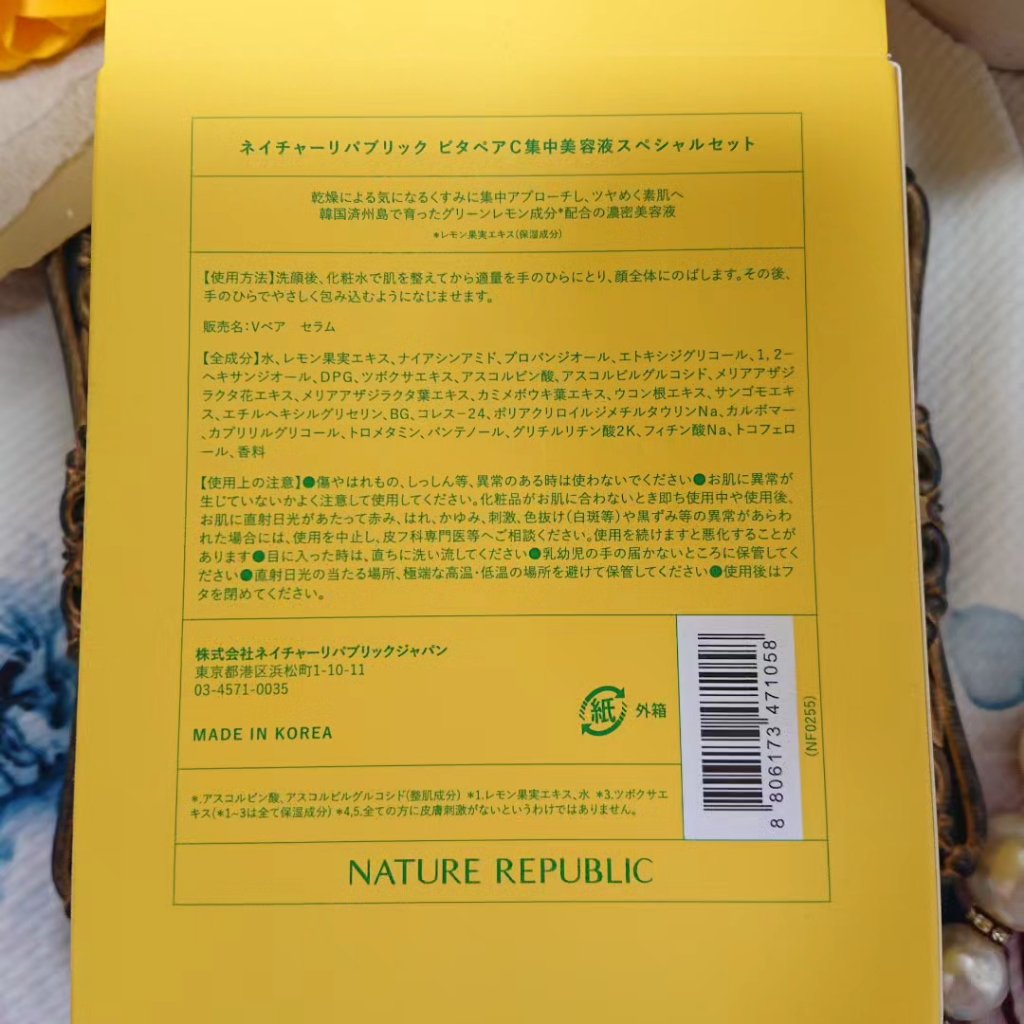 ネイチャーリパブリック ビタペアC集中美容液スペシャルセット
乾燥による気になるくすみに集中アプローチし、ツヤめく素肌へ
韓国済州島で育ったグリーンレモン成分*配合の濃密美容液
*レモン果実エキス(保湿成分)
【使用方法】洗顔後、化粧水で肌を整えてから適量を手のひらにとり、顔全体にのばします。その後、
手のひらでやさしく包み込むようになじませます。
販売名:Vペア セラム
【全成分】水、レモン果実エキス、ナイアシンアミド、プロパンジオール、エトキシジグリコール、1,2-
ヘキサンジオール、DPG、ツボクサエキス、アスコルビン酸、アスコルビルグルコシド、メリアアザジ
ラクタ花エキス、メリアアザジラクタ葉エキス、カミメボウキ葉エキス、ウコン根エキス、サンゴモエキ
ス、エチルヘキシルグリセリン、BG、コレス-24、ポリアクリロイルジメチルタウリンNa、カルボマー
、カプリリルグリコール、トロメタミン、パンテノール、グリチルリチン酸2K、フィチン酸Na、トコフェロ
ール、香料
【使用上の注意】●傷やはれもの、しっしん等、異常のある時は使わないでください●お肌に異常が
生じていないかよく注意して使用してください。化粧品がお肌に合わないとき即ち使用中や使用後、
お肌に直射日光があたって赤み、はれ、かゆみ、刺激、色抜け(白斑等)や黒ずみ等の異常があらわ
れた場合には、使用を中止し、皮フ科専門医等へご相談ください。使用を続けますと悪化することが
あります●目に入った時は、直ちに洗い流してください●乳幼児の手の届かないところに保管してく
ださい●直射日光の当たる場所、極端な高温・低温の場所を避けて保管してください●使用後はフ
タを閉めてください。
株式会社ネイチャーリパブリックジャパン
東京都港区浜松町1-10-11
03-4571-0035
MADE IN KOREA
紙 外箱
8 806173 471058
(NF0255)
*.アスコルビン酸、アスコルビルグルコシド(整肌成分) *1.レモン果実エキス、水 *3.ツボクサエ
キス(*1~3は全て保湿成分) *4,5.全ての方に皮膚刺激がないというわけではありません。
NATURE REPUBLIC